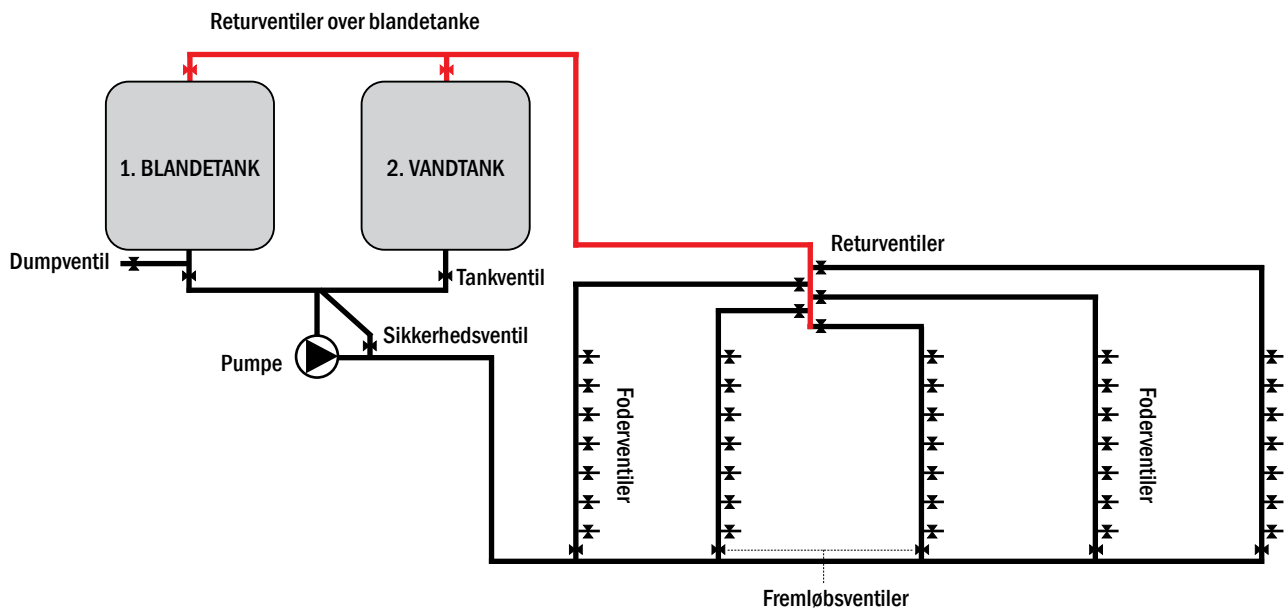 Returventiler over blandetanke
1. BLANDETANK
2. VANDTANK
Returventiler
Dumpventil
Tankventil
Sikkerhedsventil
Pumpe
Foderventiler
Foderventiler
Fremløbsventiler